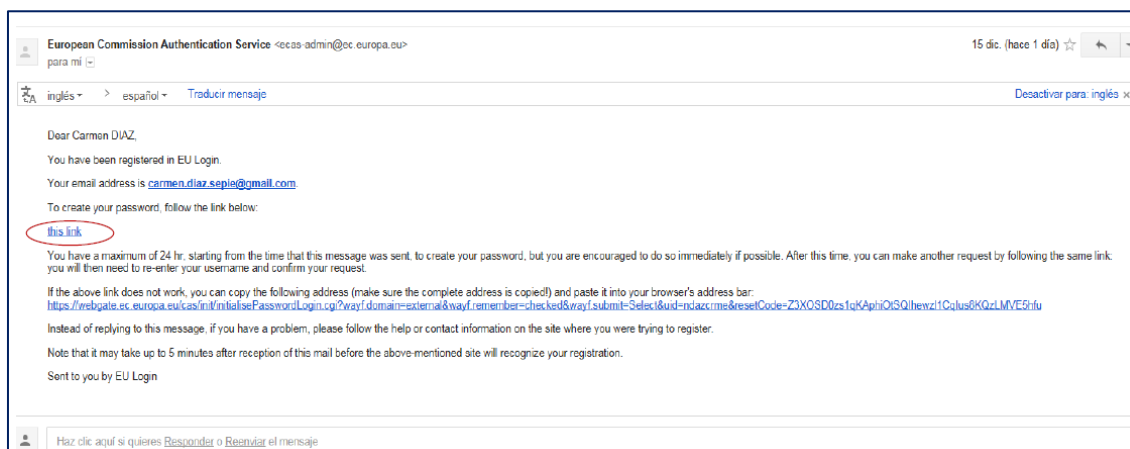 European Commission Authentication Service <ecas-admin@ec.europa.eu>
15 dic. (hace 1 día)
para mí
inglés > español Traducir mensaje
Desactivar para: inglés x
Dear Carmen DIAZ,
You have been registered in EU Login.
Your email address is carmen.diaz.sepie@gmail.com.
To create your password, follow the link below:
this link
You have a maximum of 24 hr, starting from the time that this message was sent, to create your password, but you are encouraged to do so immediately if possible. After this time, you can make another request by following the same link:
you will then need to re-enter your username and confirm your request.
If the above link does not work, you can copy the following address (make sure the complete address is copied!) and paste it into your browser's address bar:
Instead of replying to this message, if you have a problem, please follow the help or contact information on the site where you were trying to register.
Note that it may take up to 5 minutes after reception of this mail before the above-mentioned site will recognize your registration.
Sent to you by EU Login
Haz clic aquí si quieres Responder o Reenviar el mensaje